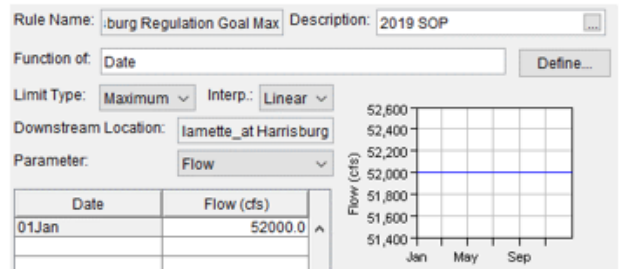 Rule Name: burg Regulation Goal Max Description: 2019 SOP ...
Function of: Date Define...
Limit Type: Maximum Interp.: Linear
Downstream Location: lamette_at Harrisburg
Parameter: Flow
Date Flow (cfs)
01Jan 52000.0
Flow (cfs)
52,600
52,400
52,200
52,000
51,800
51,600
51,400
Jan May Sep